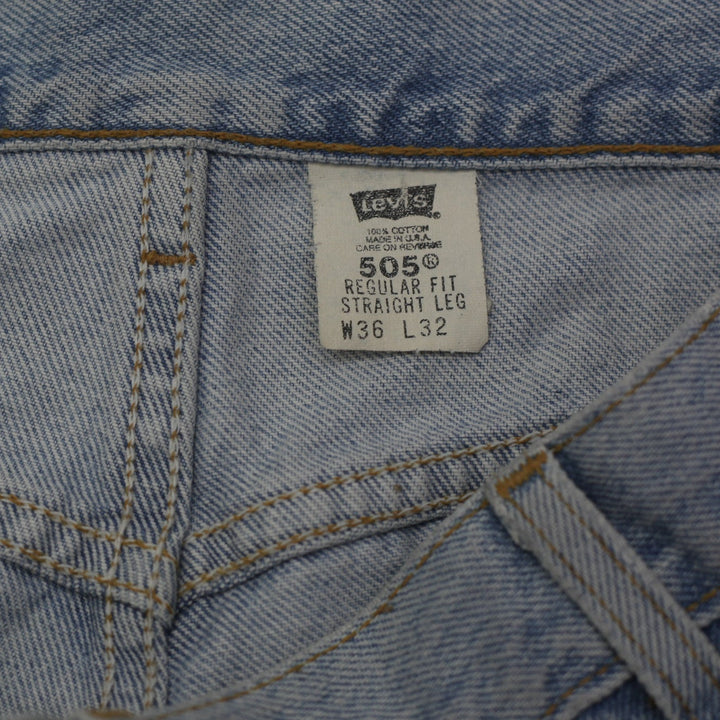 Levi's®
100% COTTON
MADE IN U.S.A.
CARE ON REVERSE
505®
REGULAR FIT
STRAIGHT LEG
W36 L32